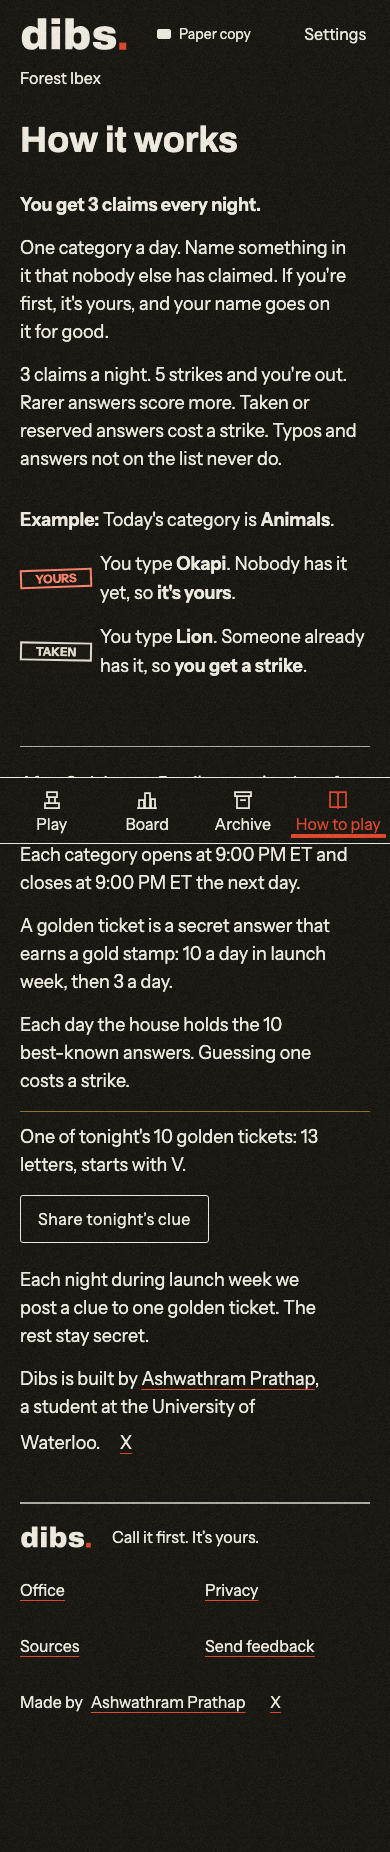 dibs.
Paper copy
Settings
Forest Ibex
How it works
You get 3 claims every night.
One category a day. Name something in
it that nobody else has claimed. If you're
first, it's yours, and your name goes on
it for good.
3 claims a night. 5 strikes and you're out.
Rarer answers score more. Taken or
reserved answers cost a strike. Typos and
answers not on the list never do.
Example: Today's category is Animals.
YOURS
You type Okapi. Nobody has it
yet, so it's yours.
TAKEN
You type Lion. Someone already
has it, so you get a strike.
Play
Board
Archive
How to play
Each category opens at 9:00 PM ET and
closes at 9:00 PM ET the next day.
A golden ticket is a secret answer that
earns a gold stamp: 10 a day in launch
week, then 3 a day.
Each day the house holds the 10
best-known answers. Guessing one
costs a strike.
One of tonight's 10 golden tickets: 13
letters, starts with V.
Share tonight's clue
Each night during launch week we
post a clue to one golden ticket. The
rest stay secret.
Dibs is built by Ashwathram Prathap,
a student at the University of
Waterloo. X
dibs.
Call it first. It's yours.
Office
Privacy
Sources
Send feedback
Made by Ashwathram Prathap X